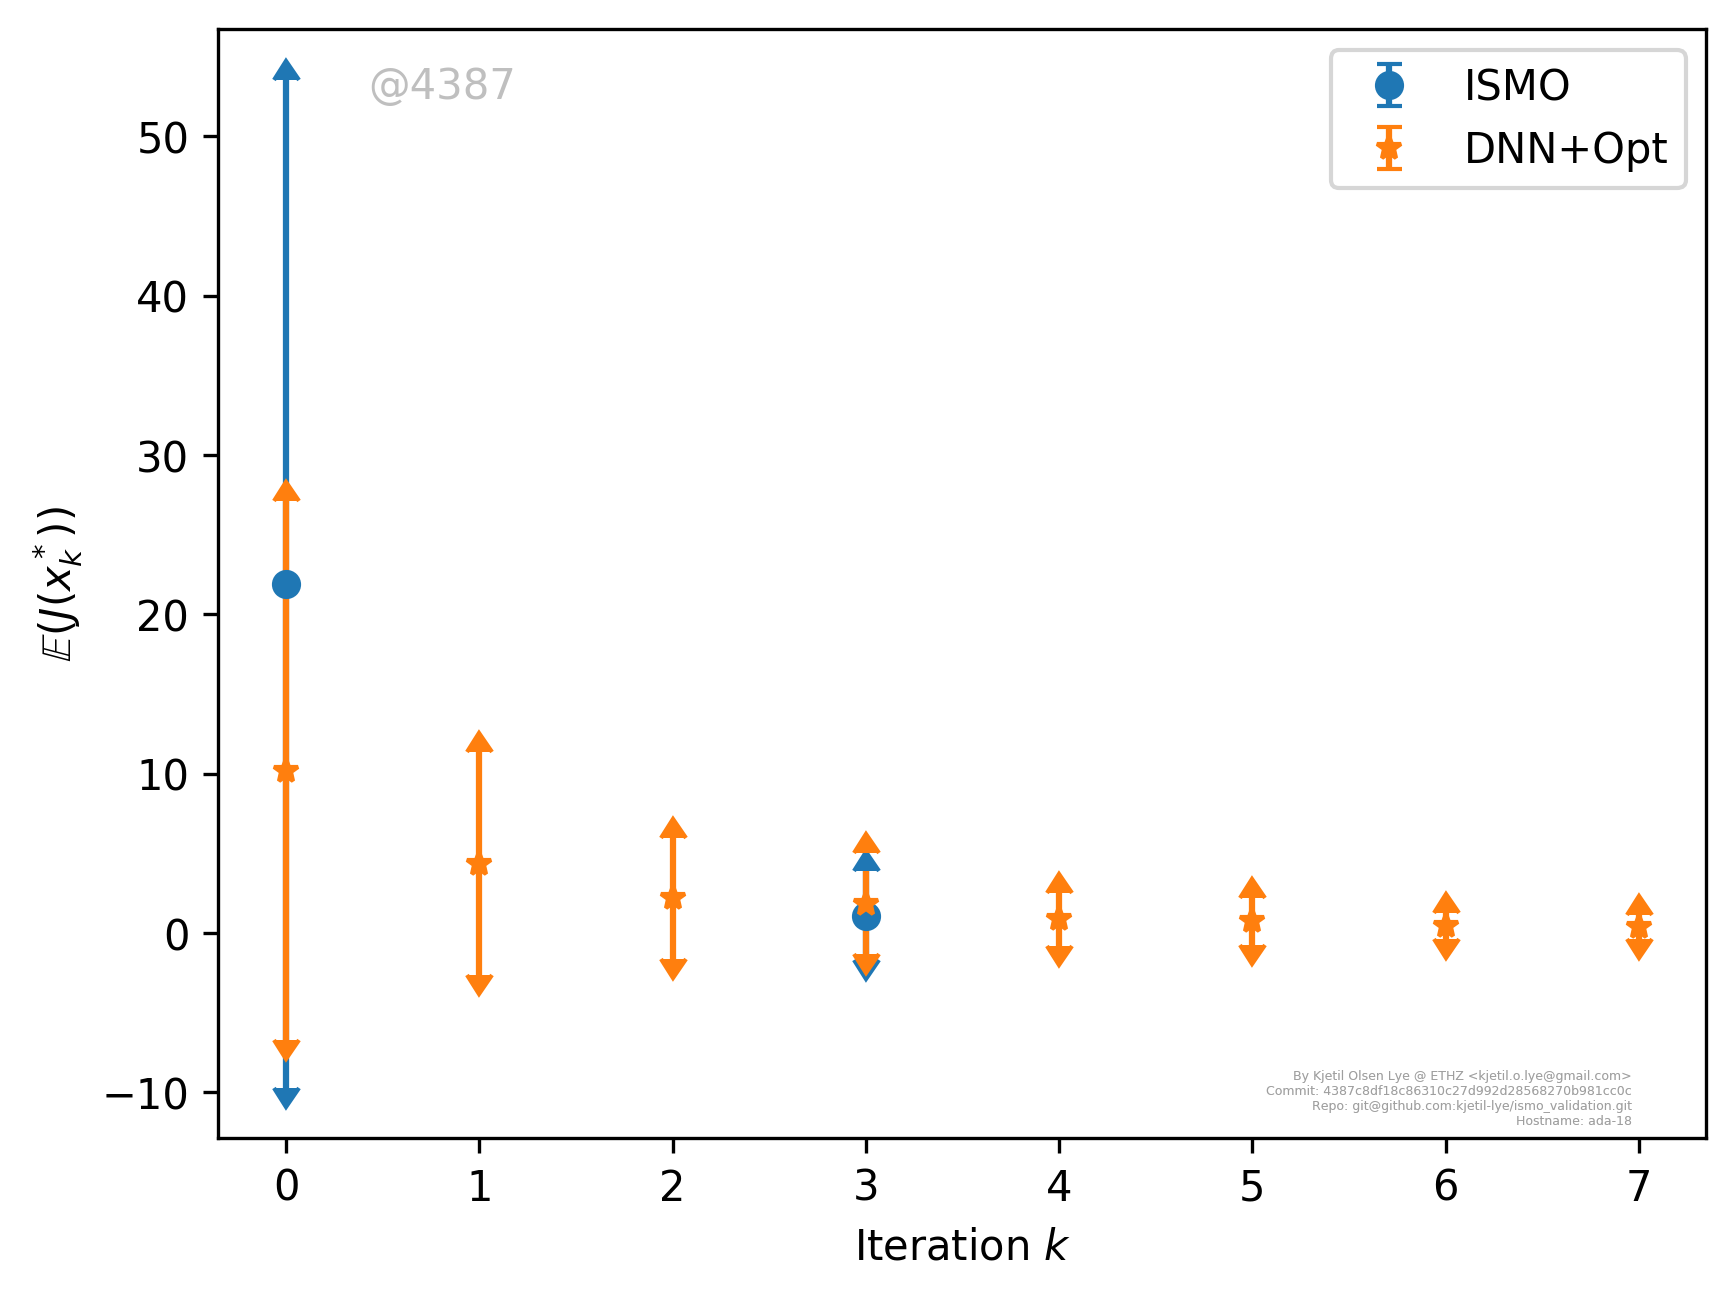 @4387
ISMO
DNN+Opt
50
40
30
20
10
0
−10
𝔼(J(x*k))
0 1 2 3 4 5 6 7
Iteration k
By Kjetil Olsen Lye @ ETHZ <kjetil.o.lye@gmail.com>
Commit: 4387c8df18c86310c27d992d28568270b981cc0c
Repo: git@github.com:kjetil-lye/ismo_validation.git
Hostname: ada-18